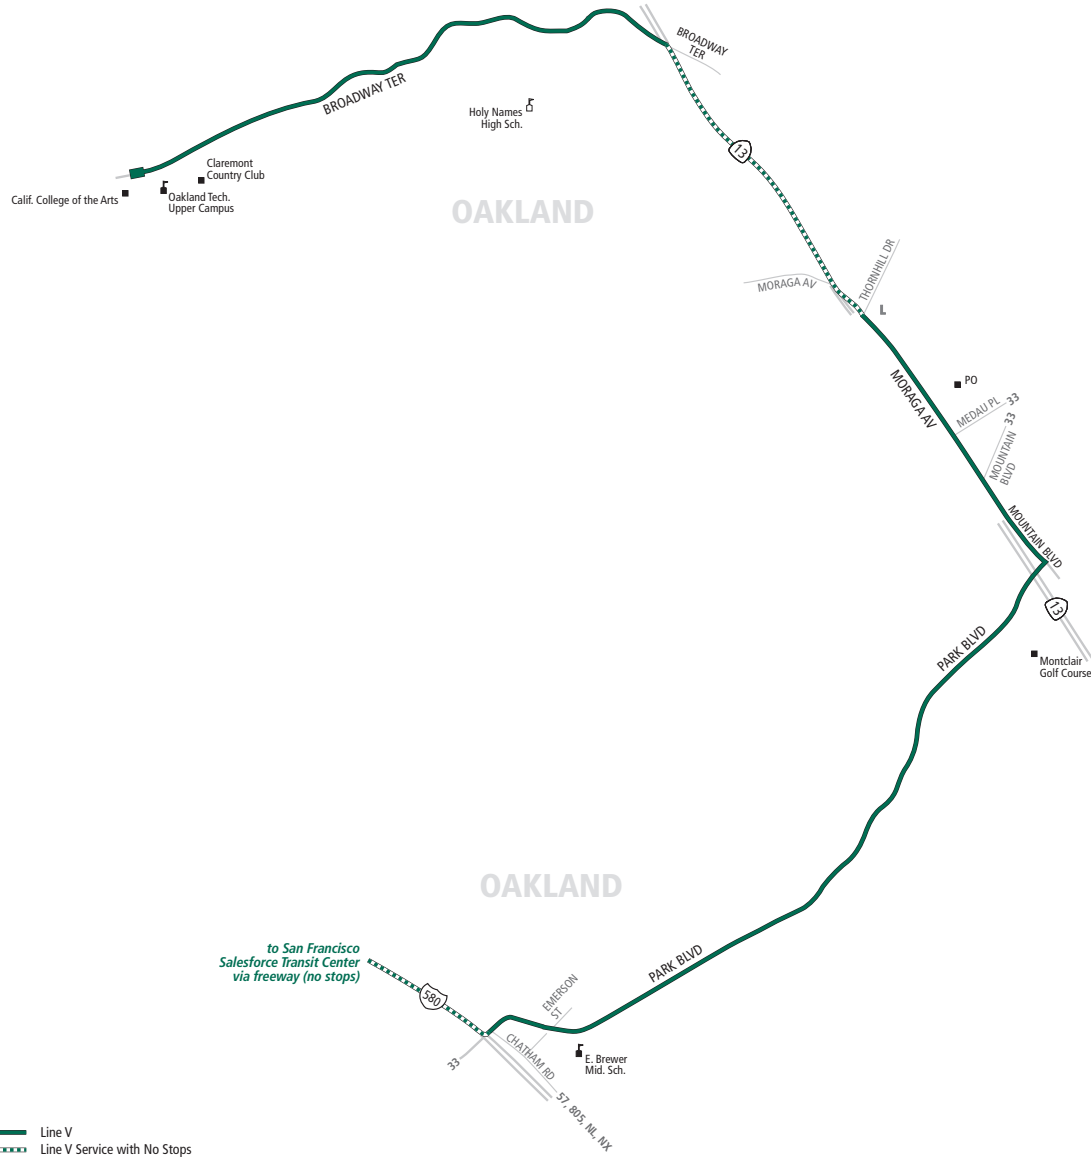 BROADWAY
TER
BROADWAY TER
Holy Names
High Sch.
13
Claremont
Country Club
Calif. College of the Arts
Oakland Tech.
Upper Campus
OAKLAND
THORNHILL DR
MORAGA AV
L
MORAGA AV
PO
MEDAU PL
33
33
MOUNTAIN
BLVD
MOUNTAIN BLVD
13
PARK BLVD
Montclair
Golf Course
OAKLAND
to San Francisco
Salesforce Transit Center
via freeway (no stops)
PARK BLVD
580
EMERSON
ST
CHATHAM RD
33
E. Brewer
Mid. Sch.
57, 805, NL, NX
Line V
Line V Service with No Stops